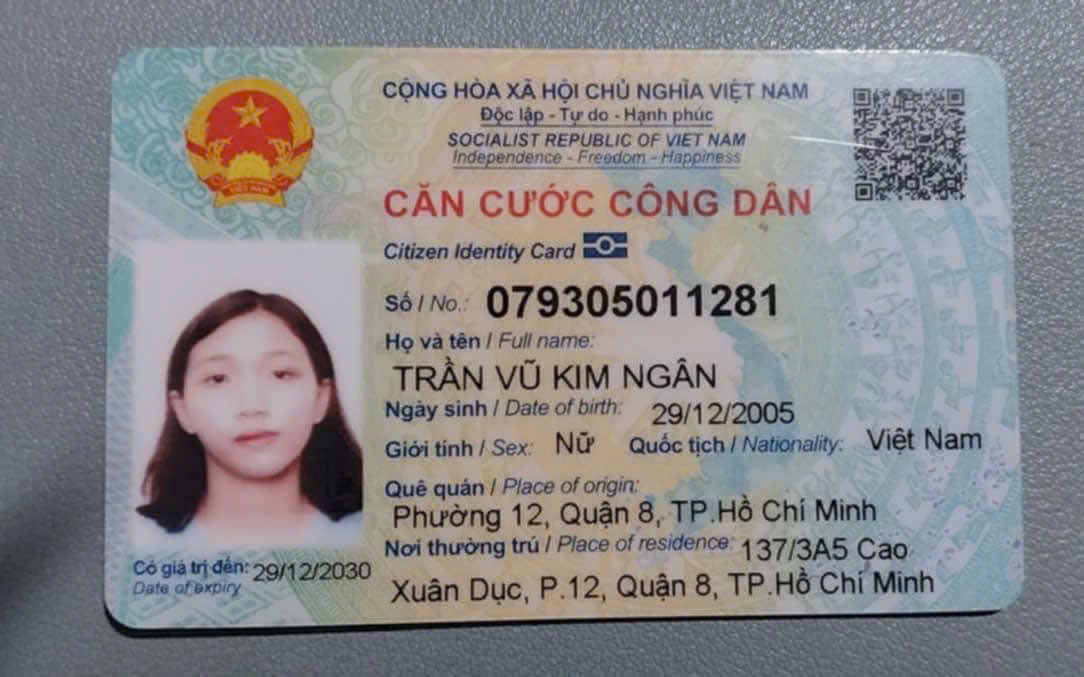 CỘNG HÒA XÃ HỘI CHỦ NGHĨA VIỆT NAM
Độc lập - Tự do - Hạnh phúc
SOCIALIST REPUBLIC OF VIET NAM
Independence - Freedom - Happiness
CĂN CƯỚC CÔNG DÂN
Citizen Identity Card
Số / No.: 079305011281
Họ và tên / Full name:
TRẦN VŨ KIM NGÂN
Ngày sinh / Date of birth: 29/12/2005
Giới tính / Sex: Nữ Quốc tịch / Nationality: Việt Nam
Quê quán / Place of origin:
Phường 12, Quận 8, TP.Hồ Chí Minh
Nơi thường trú / Place of residence: 137/3A5 Cao
Xuân Dục, P.12, Quận 8, TP.Hồ Chí Minh
Có giá trị đến: 29/12/2030
Date of expiry
VIỆT NAM